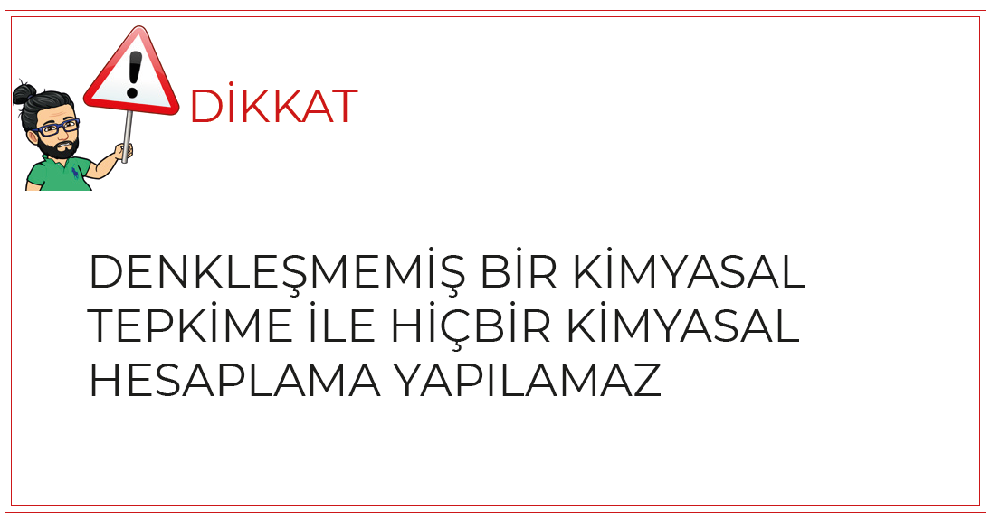 DİKKAT
DENKLEŞMEMİŞ BİR KİMYASAL
TEPKİME İLE HİÇBİR KİMYASAL
HESAPLAMA YAPILAMAZ